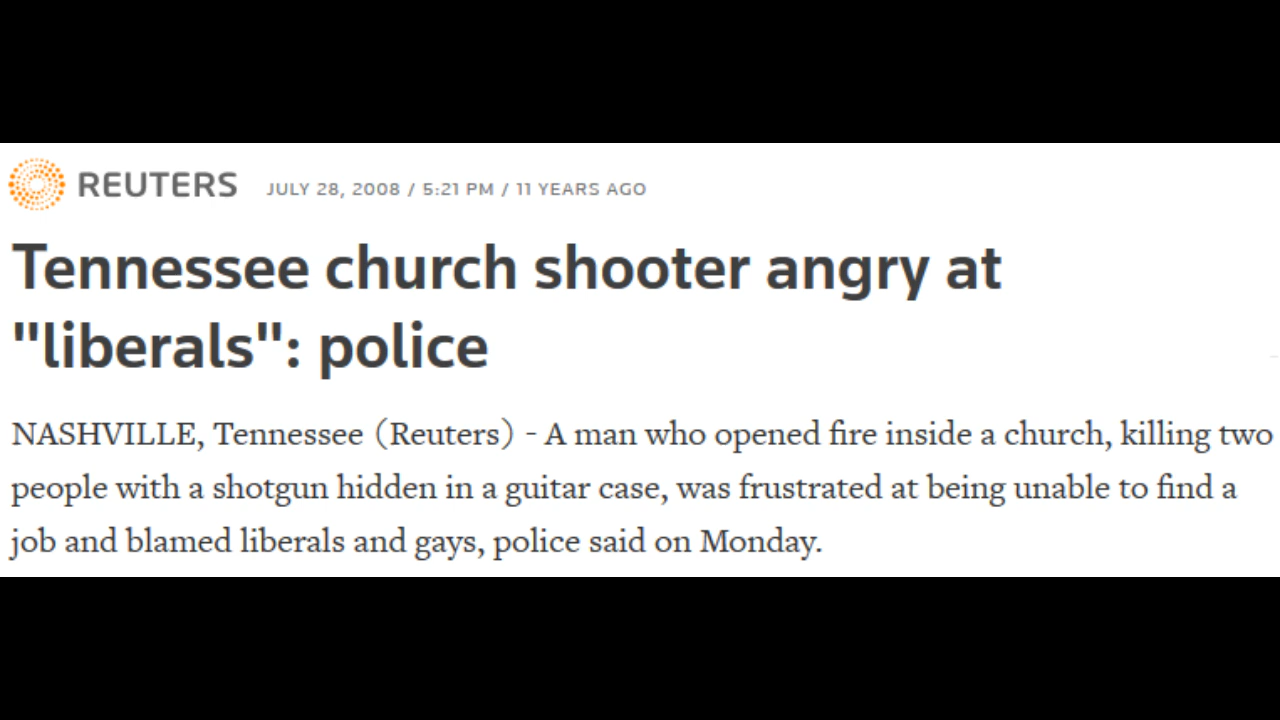 REUTERS JULY 28, 2008 / 5:21 PM / 11 YEARS AGO
Tennessee church shooter angry at
"liberals": police
NASHVILLE, Tennessee (Reuters) - A man who opened fire inside a church, killing two
people with a shotgun hidden in a guitar case, was frustrated at being unable to find a
job and blamed liberals and gays, police said on Monday.